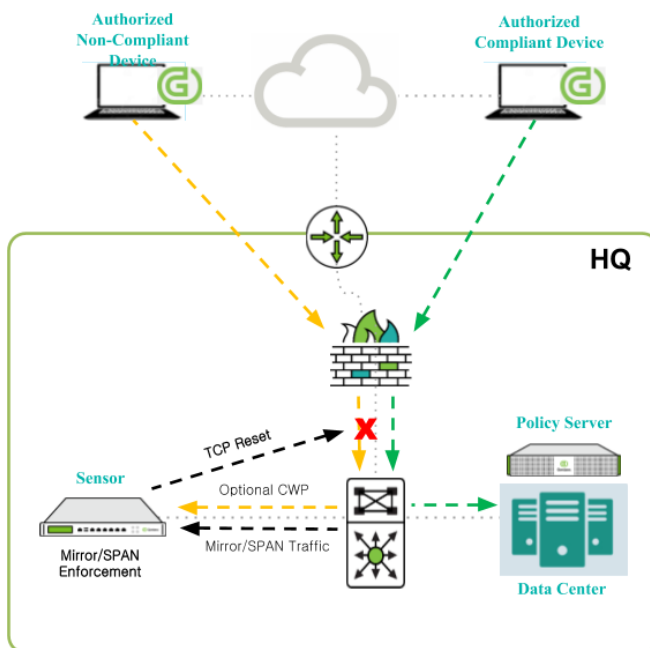 Authorized
Non-Compliant
Device
Authorized
Compliant Device
HQ
TCP Reset
Policy Server
Sensor
Optional CWP
Mirror/SPAN Traffic
Mirror/SPAN
Enforcement
Data Center